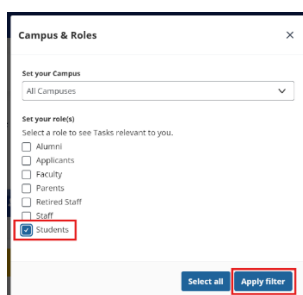 Campus & Roles
Set your Campus
All Campuses
Set your role(s)
Select a role to see Tasks relevant to you.
Alumni
Applicants
Faculty
Parents
Retired Staff
Staff
Students
Select all
Apply filter